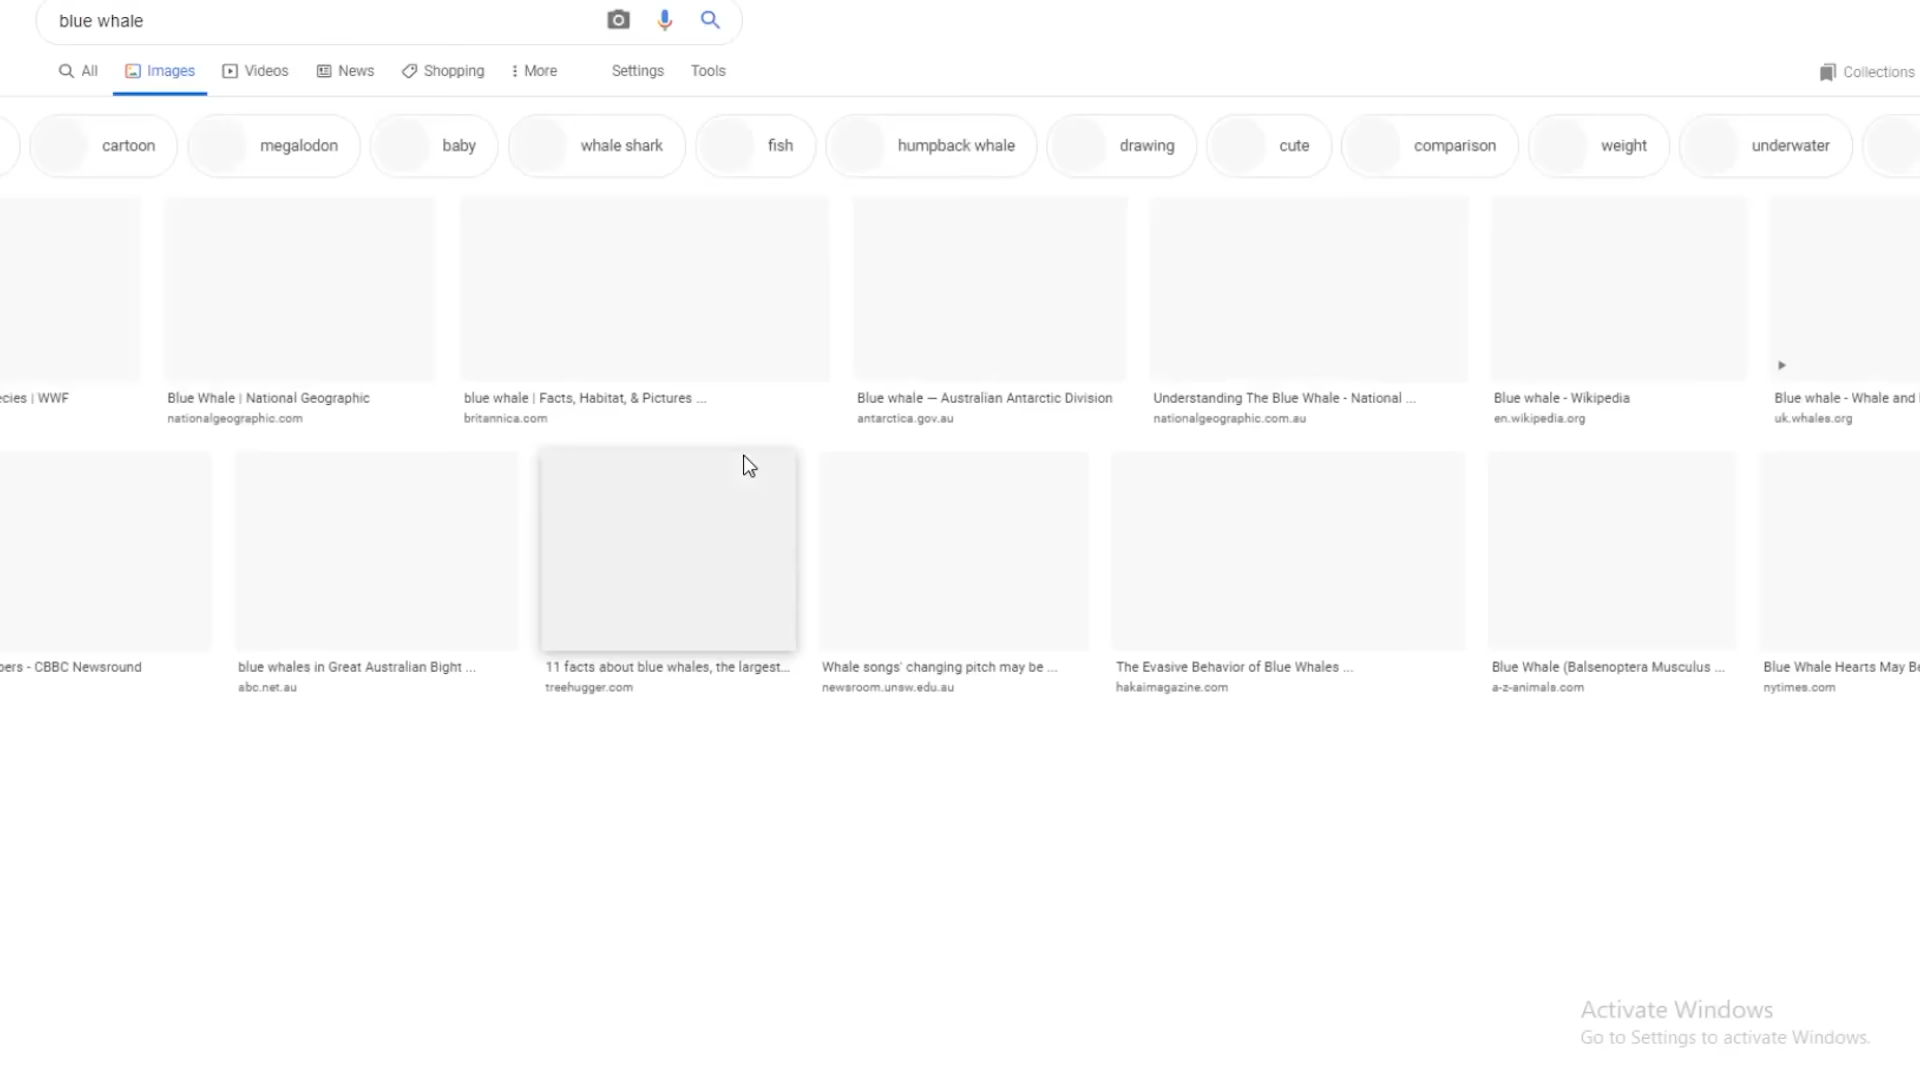 blue whale
All Images Videos News Shopping More Settings Tools Collections
cartoon megalodon baby whale shark fish humpback whale drawing cute comparison weight underwater
cies | WWF
Blue Whale | National Geographic
nationalgeographic.com
blue whale | Facts, Habitat, & Pictures ...
britannica.com
Blue whale — Australian Antarctic Division
antarctica.gov.au
Understanding The Blue Whale - National ...
nationalgeographic.com.au
Blue whale - Wikipedia
en.wikipedia.org
Blue whale - Whale and
uk.whales.org
bers - CBBC Newsround
blue whales in Great Australian Bight ...
abc.net.au
11 facts about blue whales, the largest...
treehugger.com
Whale songs' changing pitch may be ...
newsroom.unsw.edu.au
The Evasive Behavior of Blue Whales ...
hakaimagazine.com
Blue Whale (Balsenoptera Musculus ...
a-z-animals.com
Blue Whale Hearts May Be
nytimes.com
Activate Windows
Go to Settings to activate Windows.